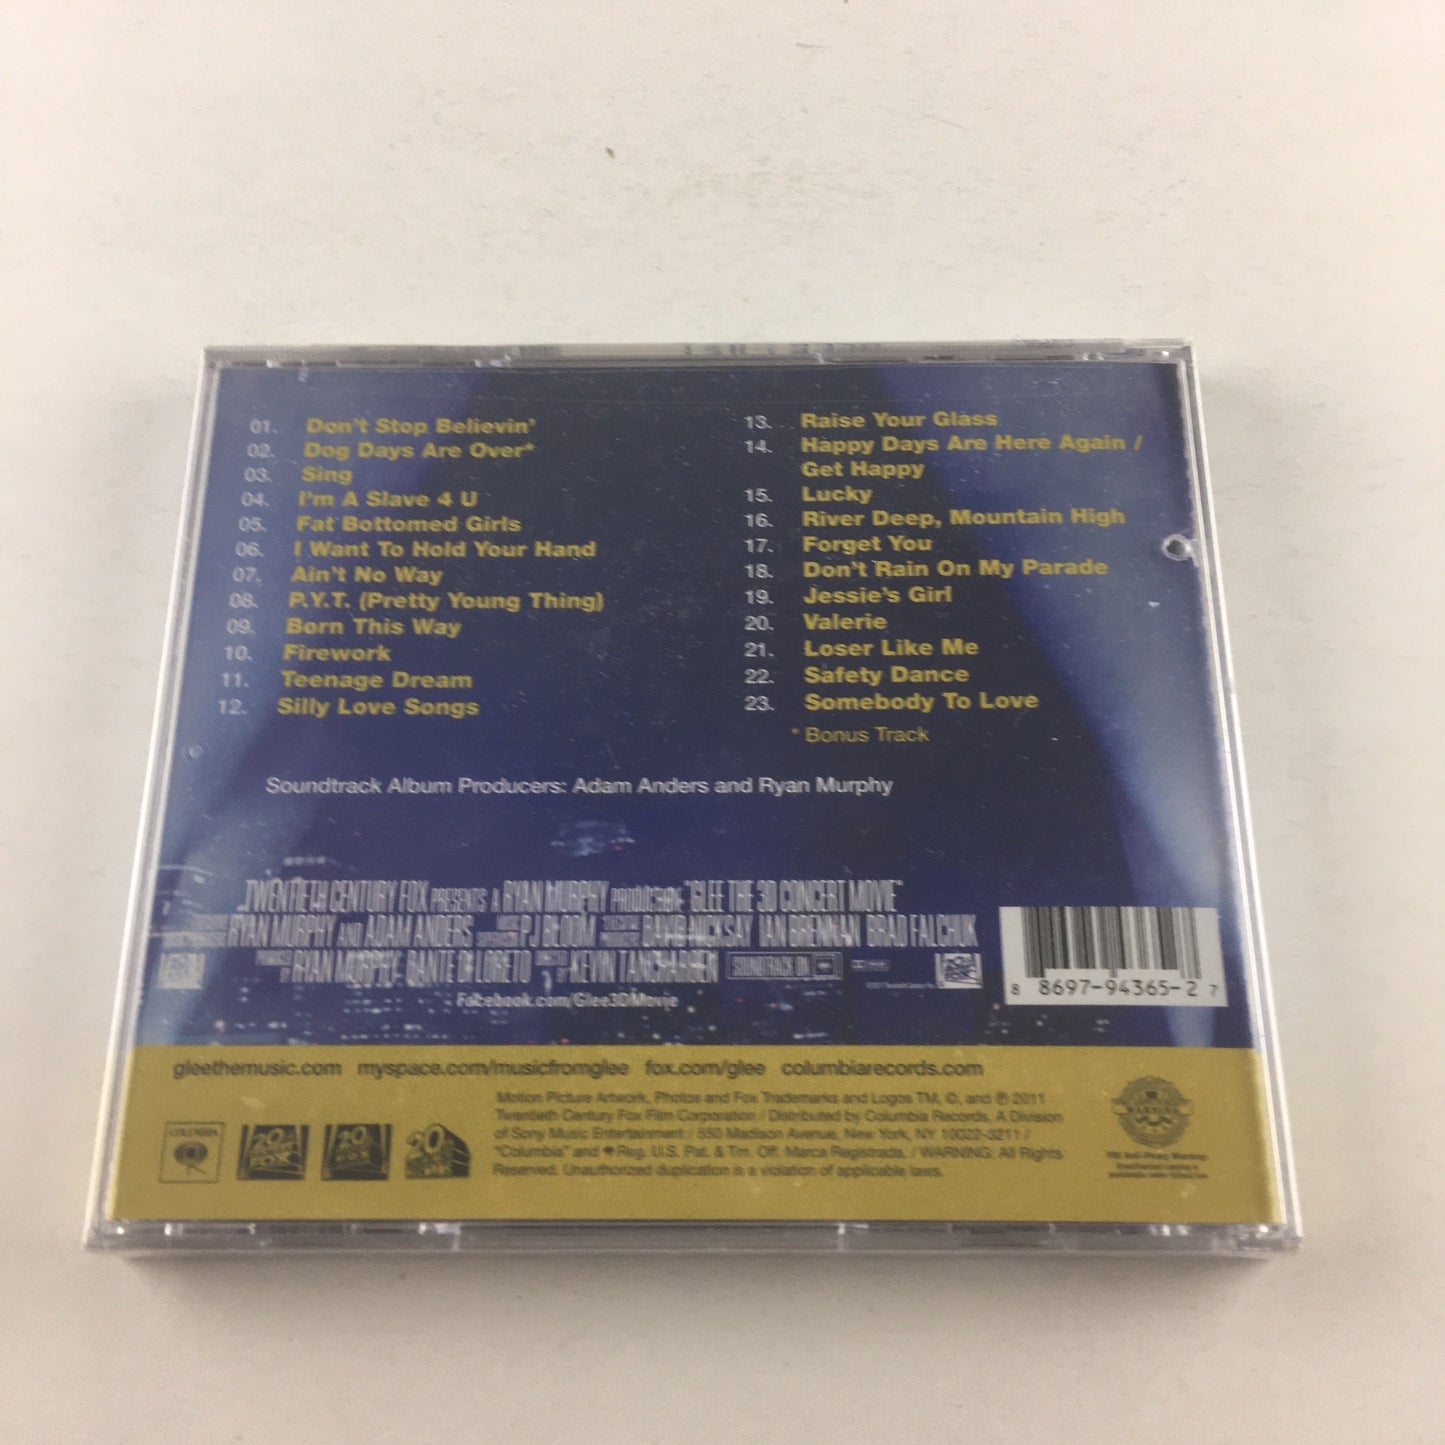 01. Don't Stop Believin'
02. Dog Days Are Over*
03. Sing
04. I'm A Slave 4 U
05. Fat Bottomed Girls
06. I Want To Hold Your Hand
07. Ain't No Way
08. P.Y.T. (Pretty Young Thing)
09. Born This Way
10. Firework
11. Teenage Dream
12. Silly Love Songs
13. Raise Your Glass
14. Happy Days Are Here Again /
Get Happy
15. Lucky
16. River Deep, Mountain High
17. Forget You
18. Don't Rain On My Parade
19. Jessie's Girl
20. Valerie
21. Loser Like Me
22. Safety Dance
23. Somebody To Love
* Bonus Track
Soundtrack Album Producers: Adam Anders and Ryan Murphy
TWENTIETH CENTURY FOX PRESENTS A RYAN MURPHY PRODUCTION "GLEE THE 3D CONCERT MOVIE"
RYAN MURPHY AND ADAM ANDERS MUSIC SUPERVISOR PJ BLOOM IAN BRENNAN BRAD FALCHUK
RYAN MURPHY DANTE DI LORETO KEVIN TANCHAROEN SOUNDTRACK ON
Facebook.com/Glee3DMovie
8 8697-94365-2 7
gleethemusic.com myspace.com/musicfromglee fox.com/glee columbiarecords.com
Motion Picture Artwork, Photos and Fox Trademarks and Logos TM, ©, and ℗ 2011
Twentieth Century Fox Film Corporation / Distributed by Columbia Records, A Division
of Sony Music Entertainment / 550 Madison Avenue, New York, NY 10022-3211 /
"Columbia" and Reg. U.S. Pat. & Tm. Off. Marca Registrada. / WARNING: All Rights
Reserved. Unauthorized duplication is a violation of applicable laws.
COLUMBIA
FBI Anti-Piracy Warning: